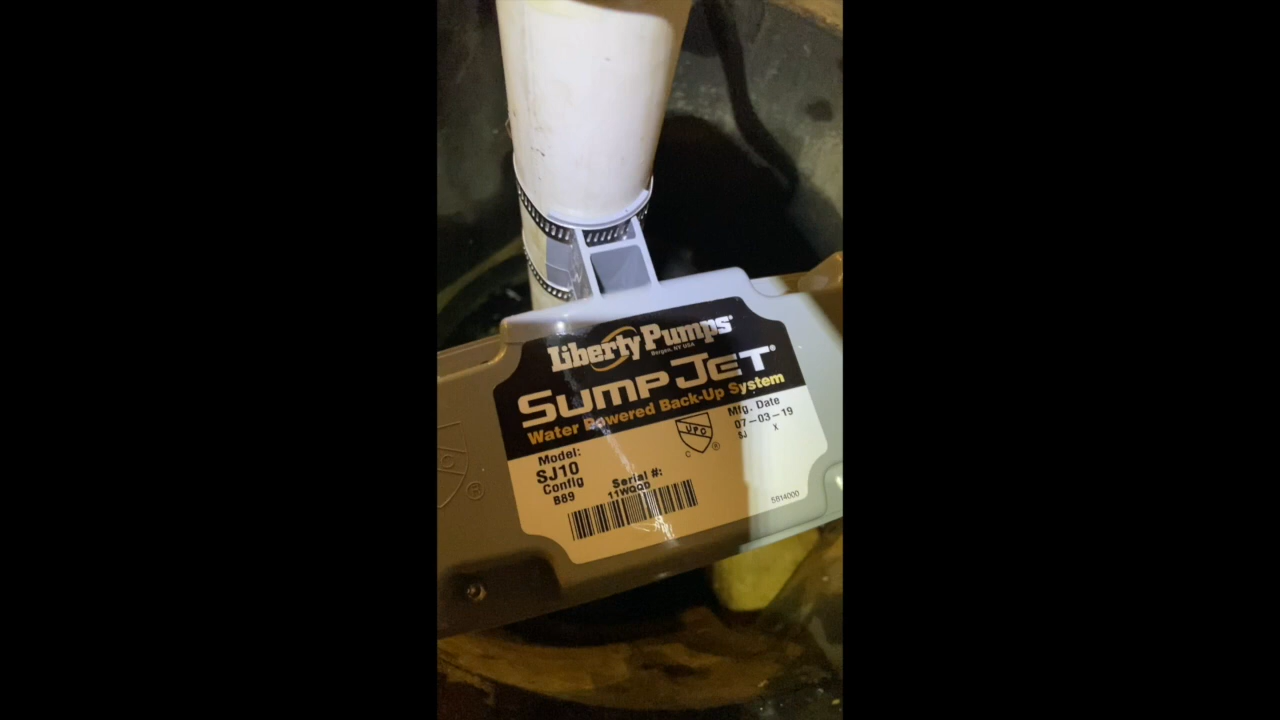 Liberty Pumps®
Bergen, NY USA
SUMP JET®
Water Powered Back-Up System
Mfg. Date
07-03-19
SJ X
UPC
C ®
Model:
SJ10
Config
B89
Serial #:
5814000
®